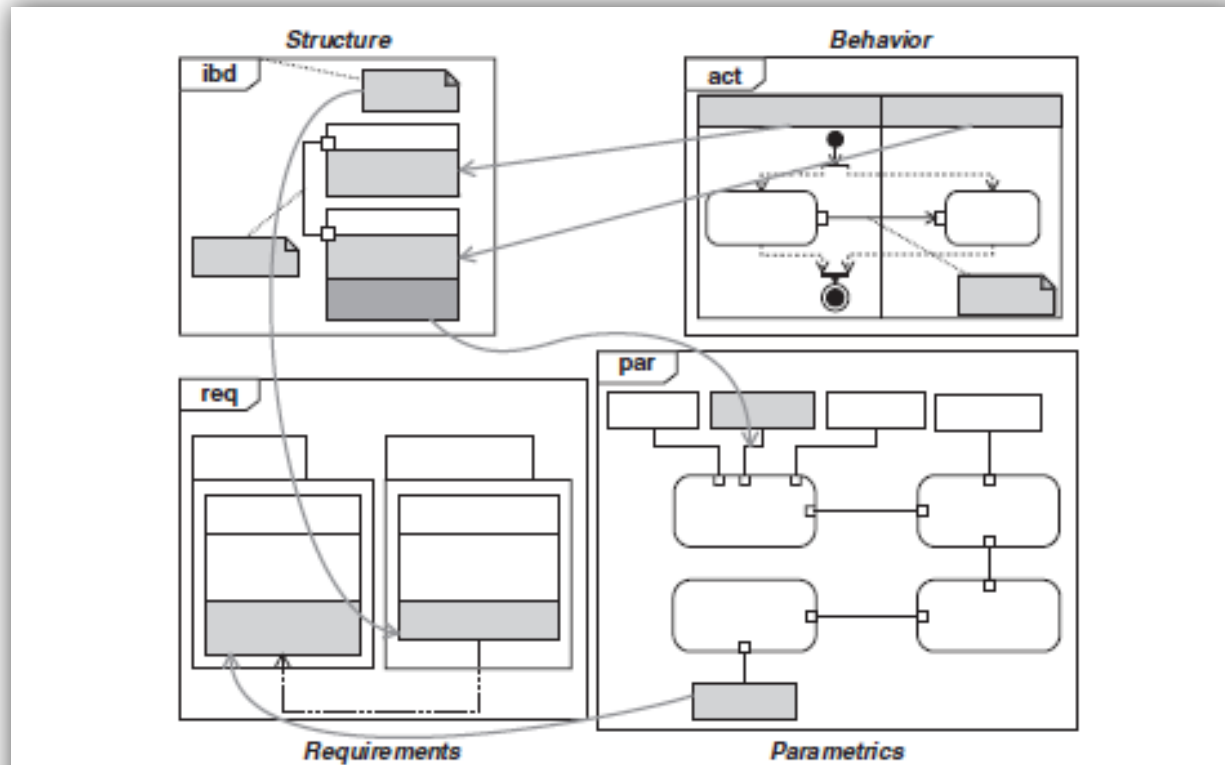 Structure
Behavior
ibd
act
req
par
Requirements
Parametrics